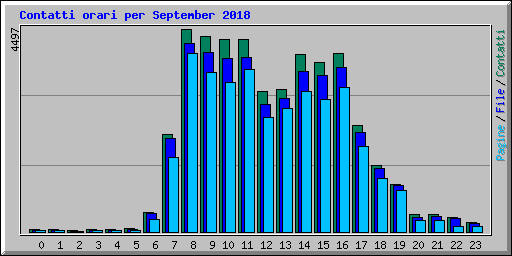 Contatti orari per September 2018
4497
Pagine / File / Contatti
0 1 2 3 4 5 6 7 8 9 10 11 12 13 14 15 16 17 18 19 20 21 22 23